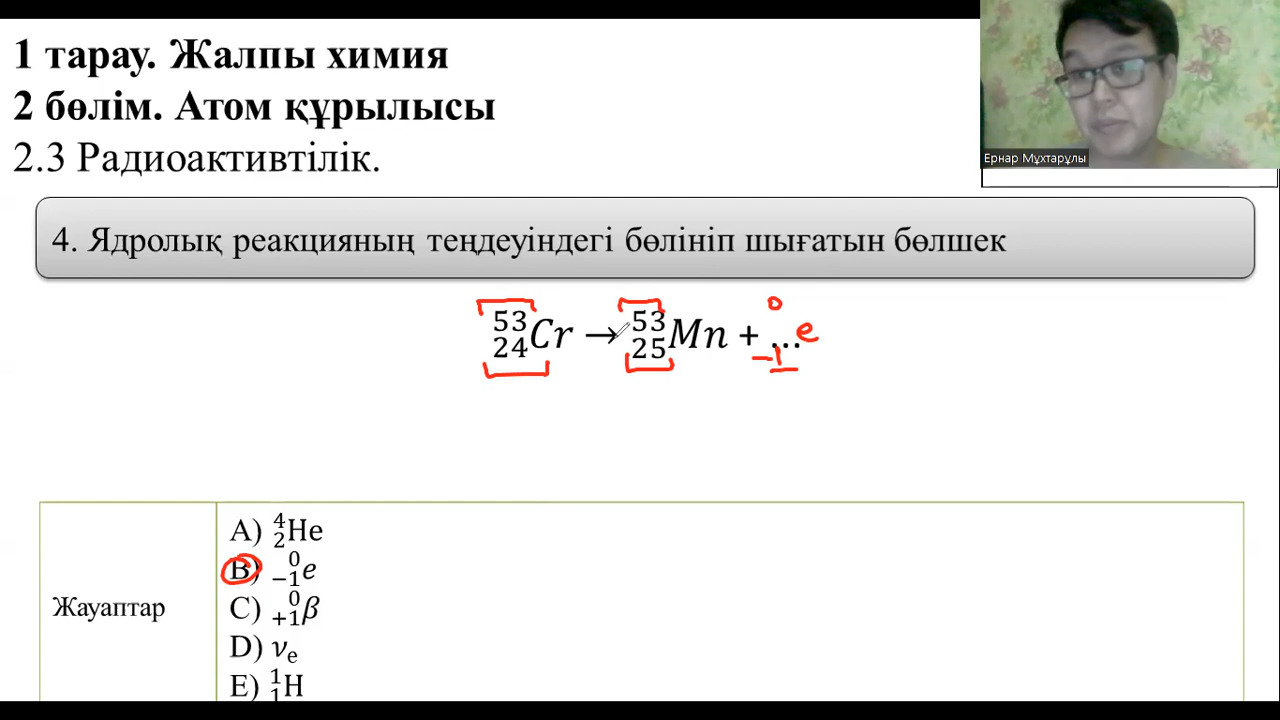 1 тарау. Жалпы химия
2 бөлім. Атом құрылысы
2.3 Радиоактивтілік.
Ернар Мұхтарұлы
4. Ядролық реакцияның теңдеуіндегі бөлініп шығатын бөлшек
⁵³₂₄Cr → ⁵³₂₅Mn + ... ⁰₋₁e
Жауаптар
A) ⁴₂He
B) ⁰₋₁e
C) ⁰₊₁β
D) νₑ
E) ¹₁H